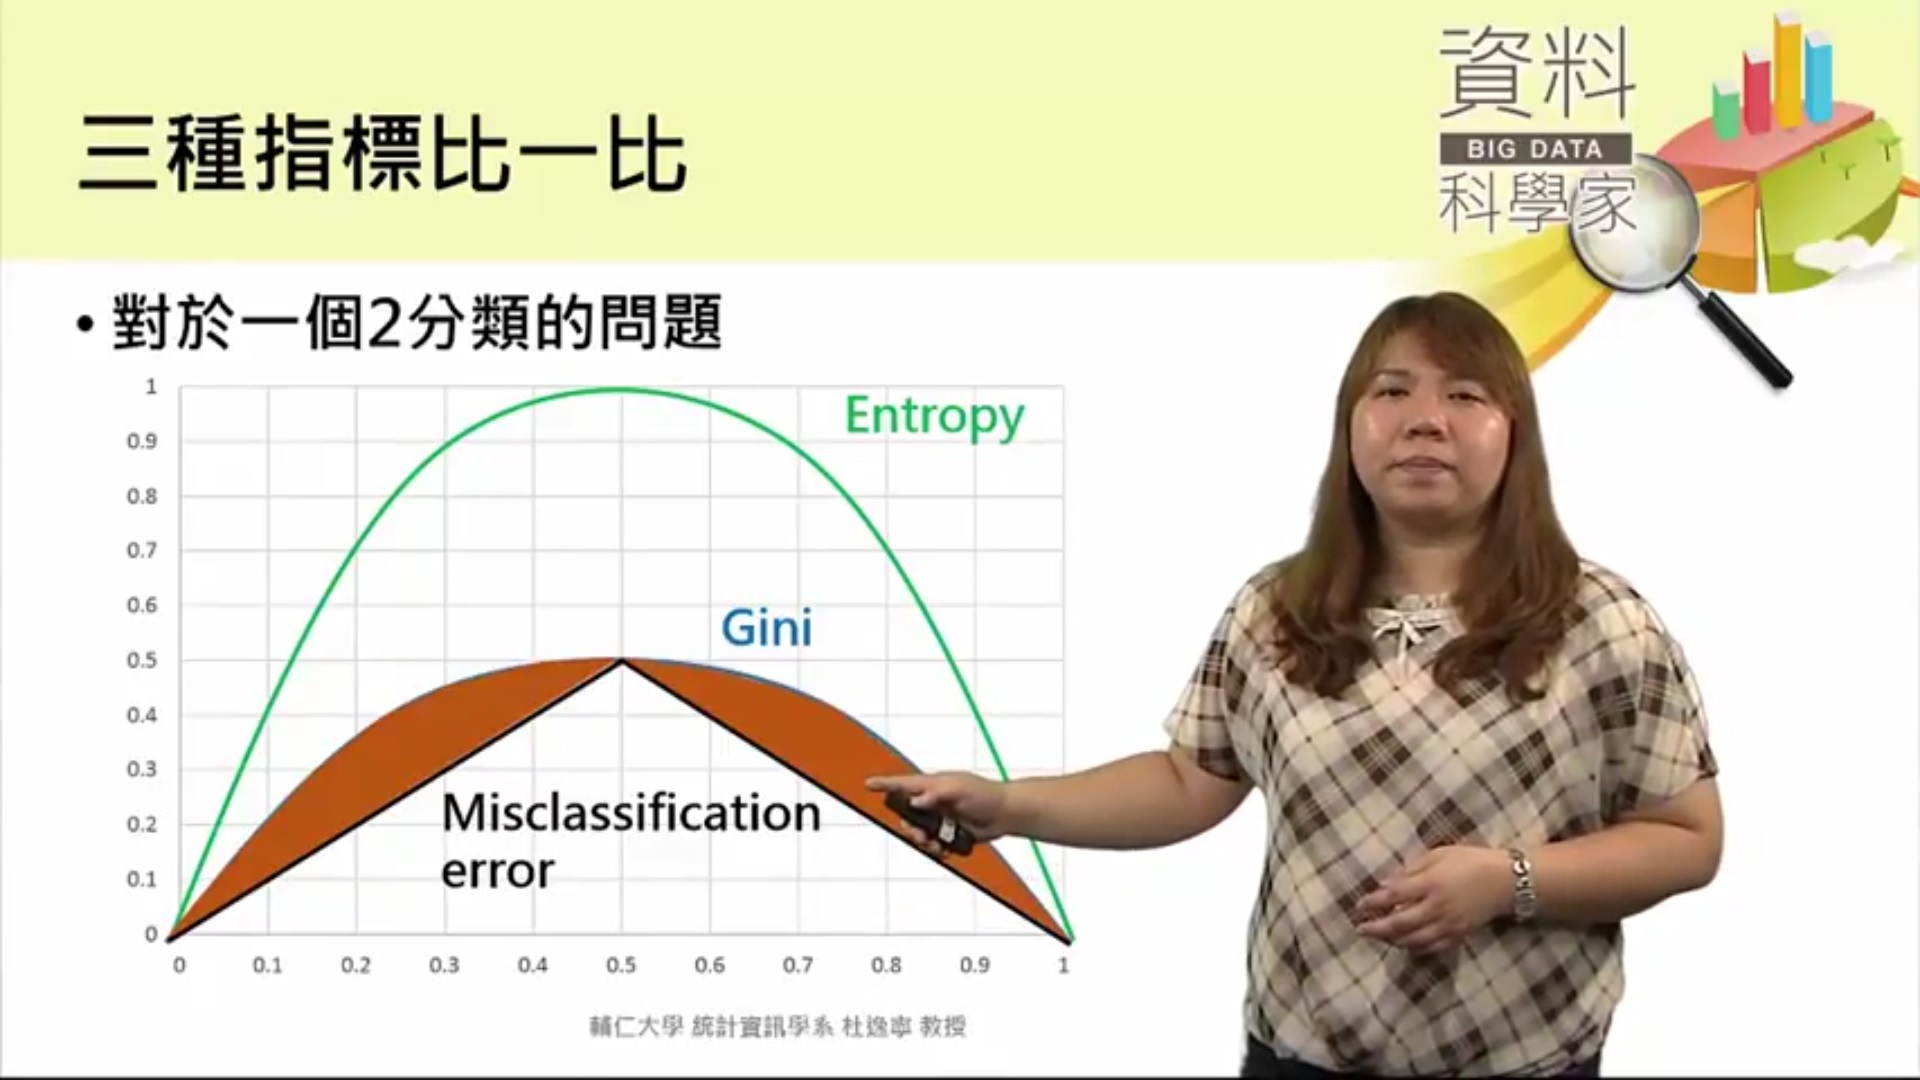 三種指標比一比
資料
BIG DATA
科學家
• 對於一個2分類的問題
1
0.9
0.8
0.7
0.6
0.5
0.4
0.3
0.2
0.1
0
Entropy
Gini
Misclassification
error
0 0.1 0.2 0.3 0.4 0.5 0.6 0.7 0.8 0.9 1
輔仁大學 統計資訊學系 杜逸寧 教授